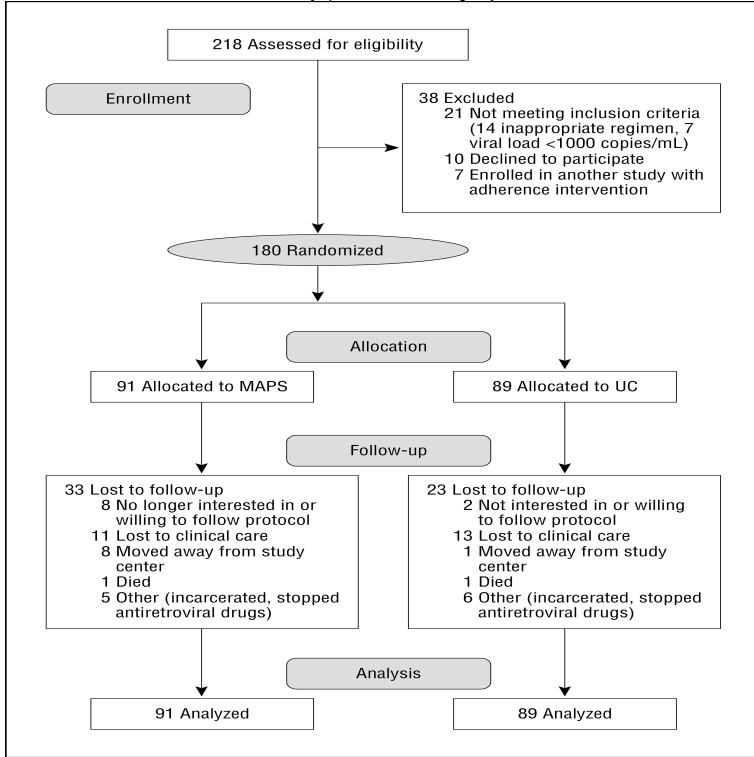 218 Assessed for eligibility
Enrollment
38 Excluded
21 Not meeting inclusion criteria
(14 inappropriate regimen, 7
viral load <1000 copies/mL)
10 Declined to participate
7 Enrolled in another study with
adherence intervention
180 Randomized
Allocation
91 Allocated to MAPS
89 Allocated to UC
Follow-up
33 Lost to follow-up
8 No longer interested in or
willing to follow protocol
11 Lost to clinical care
8 Moved away from study
center
1 Died
5 Other (incarcerated, stopped
antiretroviral drugs)
23 Lost to follow-up
2 Not interested in or willing
to follow protocol
13 Lost to clinical care
1 Moved away from study
center
1 Died
6 Other (incarcerated, stopped
antiretroviral drugs)
Analysis
91 Analyzed
89 Analyzed